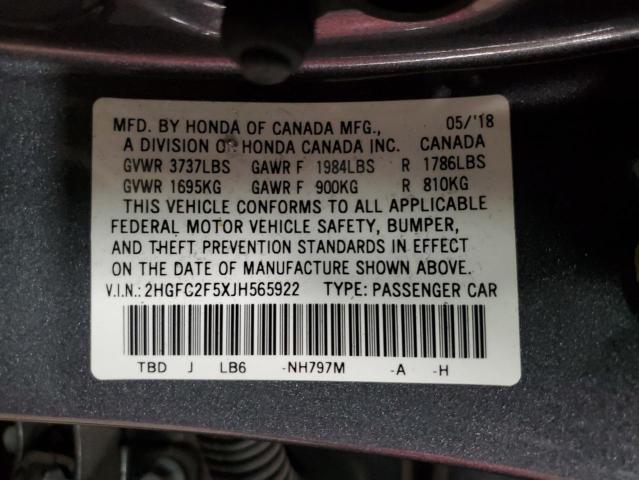 MFD. BY HONDA OF CANADA MFG., 05/'18
A DIVISION OF HONDA CANADA INC. CANADA
GVWR 3737LBS GAWR F 1984LBS R 1786LBS
GVWR 1695KG GAWR F 900KG R 810KG
THIS VEHICLE CONFORMS TO ALL APPLICABLE
FEDERAL MOTOR VEHICLE SAFETY, BUMPER,
AND THEFT PREVENTION STANDARDS IN EFFECT
ON THE DATE OF MANUFACTURE SHOWN ABOVE.
V.I.N.: 2HGFC2F5XJH565922 TYPE: PASSENGER CAR
TBD J LB6 -NH797M -A -H